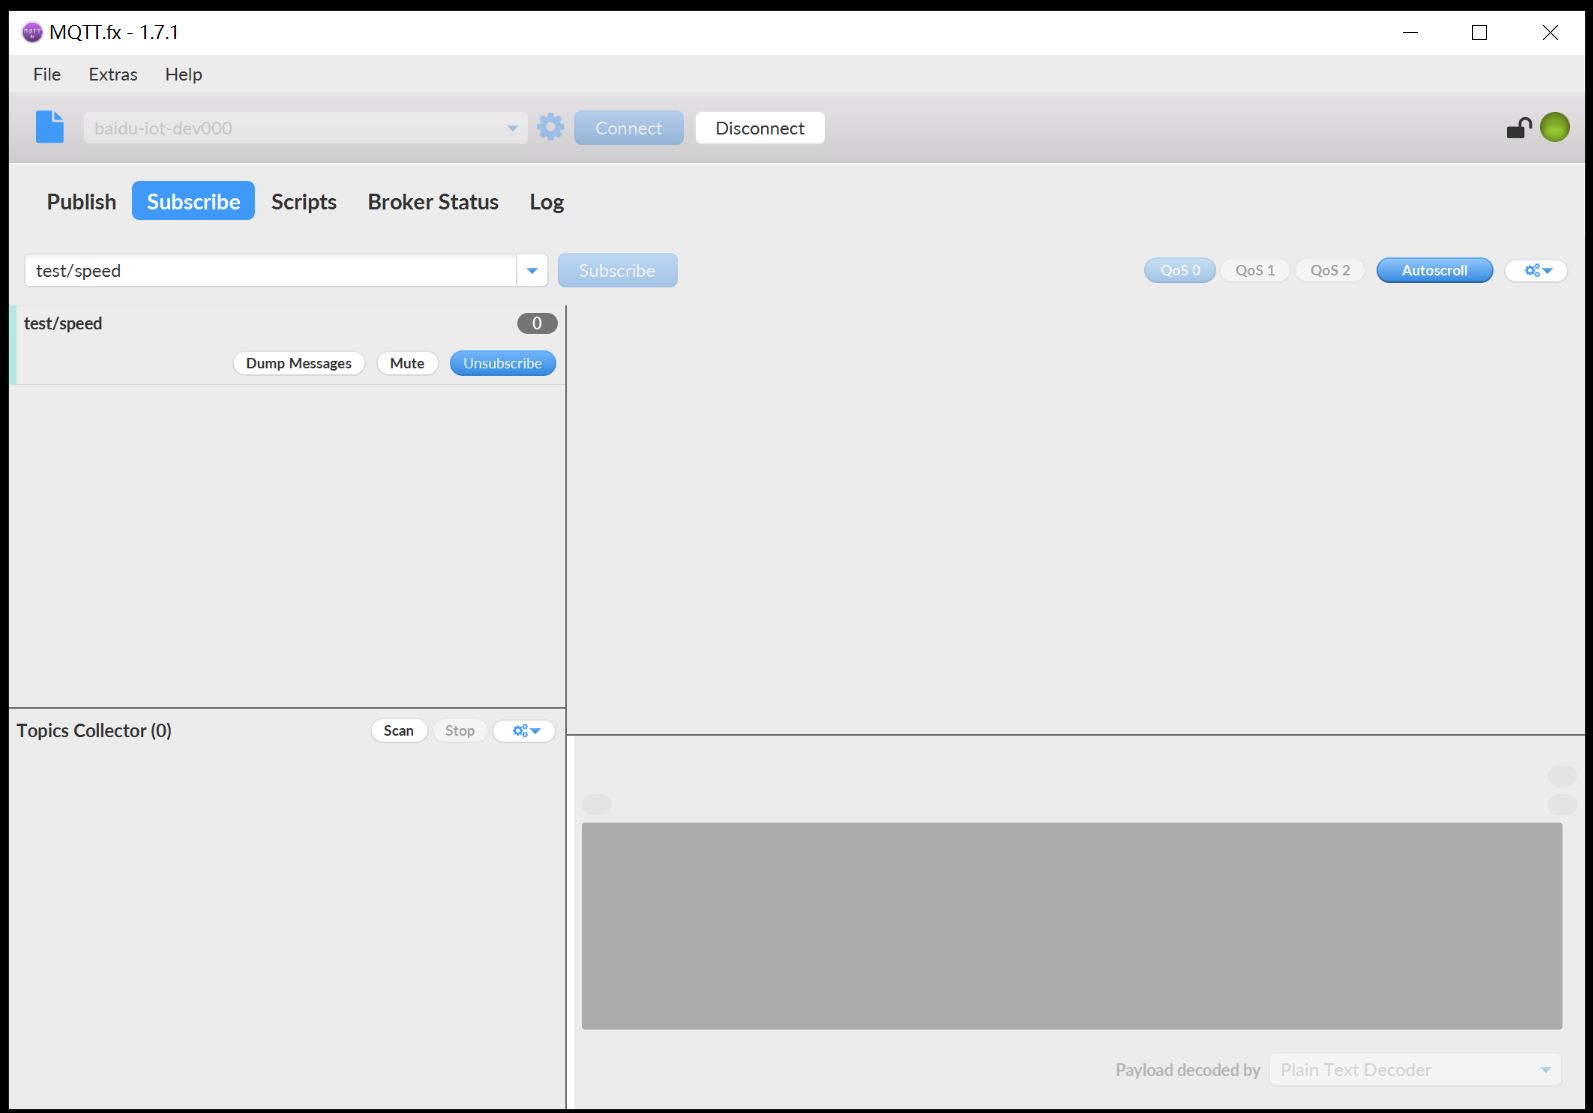 MQTT.fx - 1.7.1
File Extras Help
baidu-iot-dev000 Connect Disconnect
Publish Subscribe Scripts Broker Status Log
test/speed Subscribe QoS 0 QoS 1 QoS 2 Autoscroll
test/speed 0
Dump Messages Mute Unsubscribe
Topics Collector (0) Scan Stop
Payload decoded by Plain Text Decoder